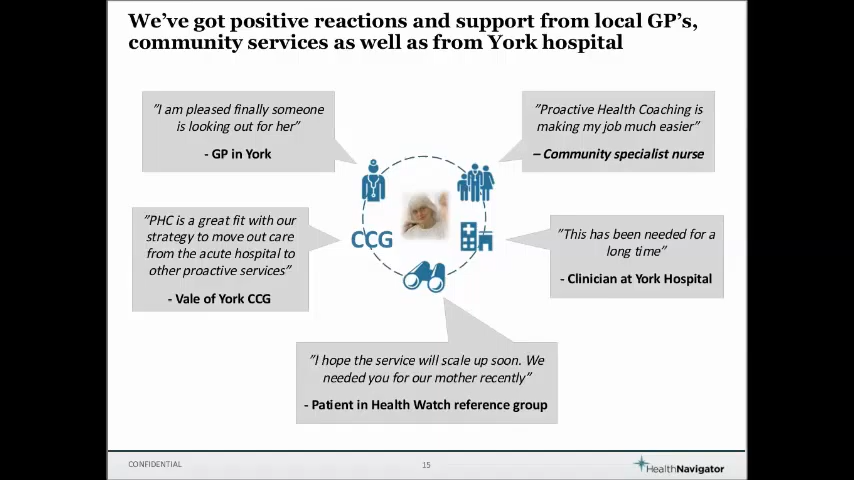 We've got positive reactions and support from local GP's,
community services as well as from York hospital
"I am pleased finally someone
is looking out for her"
- GP in York
"Proactive Health Coaching is
making my job much easier"
– Community specialist nurse
"PHC is a great fit with our
strategy to move out care
from the acute hospital to
other proactive services"
- Vale of York CCG
CCG
"This has been needed for a
long time"
- Clinician at York Hospital
"I hope the service will scale up soon. We
needed you for our mother recently"
- Patient in Health Watch reference group
CONFIDENTIAL
15
HealthNavigator